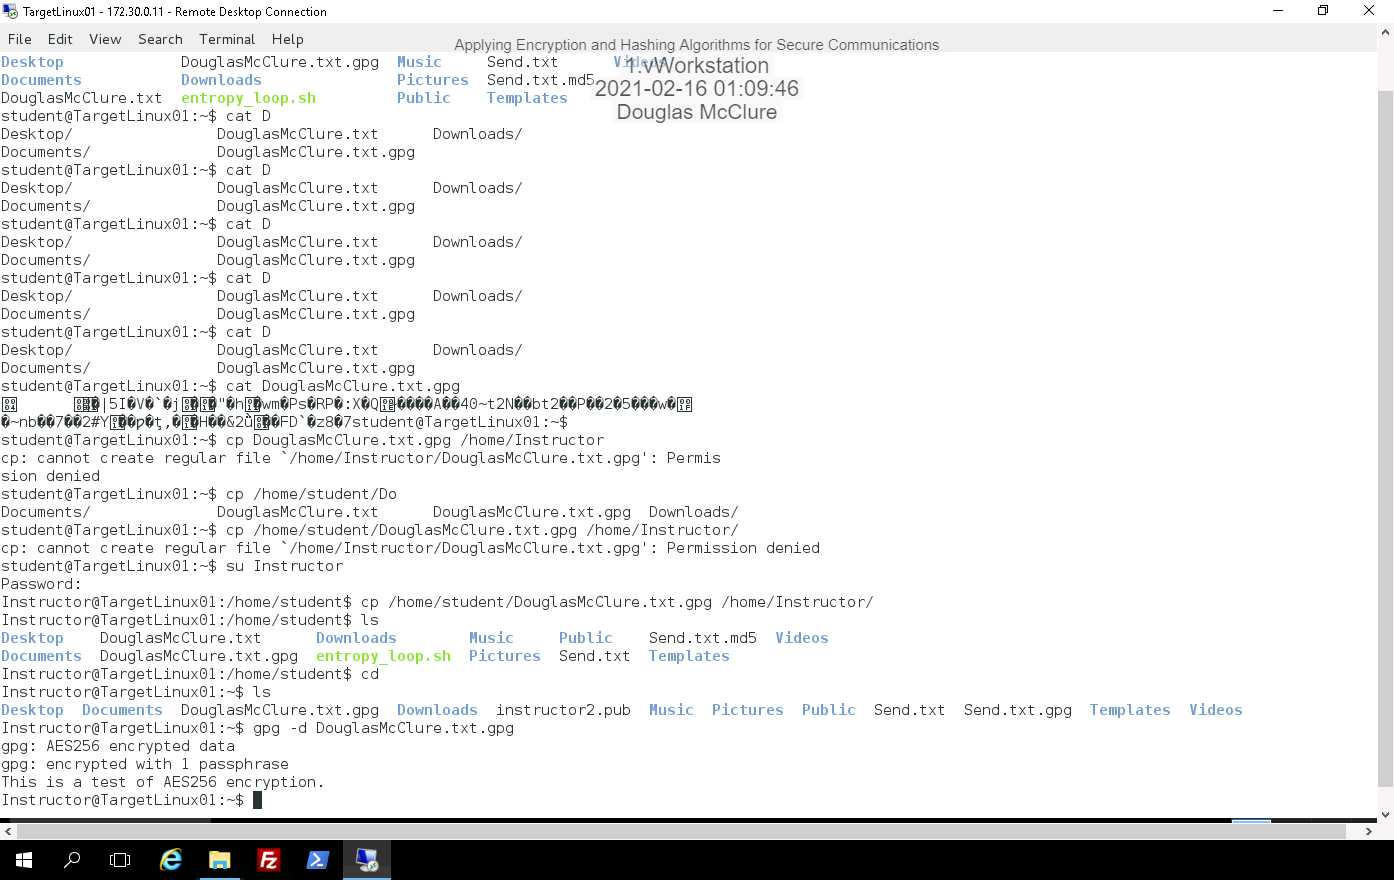 TargetLinux01 - 172.30.0.11 - Remote Desktop Connection
File Edit View Search Terminal Help
Applying Encryption and Hashing Algorithms for Secure Communications
1.vWorkstation
2021-02-16 01:09:46
Douglas McClure
Desktop DouglasMcClure.txt.gpg Music Send.txt Videos
Documents Downloads Pictures Send.txt.md5
DouglasMcClure.txt entropy_loop.sh Public Templates
student@TargetLinux01:~$ cat D
Desktop/ DouglasMcClure.txt Downloads/
Documents/ DouglasMcClure.txt.gpg
student@TargetLinux01:~$ cat D
Desktop/ DouglasMcClure.txt Downloads/
Documents/ DouglasMcClure.txt.gpg
student@TargetLinux01:~$ cat D
Desktop/ DouglasMcClure.txt Downloads/
Documents/ DouglasMcClure.txt.gpg
student@TargetLinux01:~$ cat D
Desktop/ DouglasMcClure.txt Downloads/
Documents/ DouglasMcClure.txt.gpg
student@TargetLinux01:~$ cat D
Desktop/ DouglasMcClure.txt Downloads/
Documents/ DouglasMcClure.txt.gpg
student@TargetLinux01:~$ cat DouglasMcClure.txt.gpg
student@TargetLinux01:~$
student@TargetLinux01:~$ cp DouglasMcClure.txt.gpg /home/Instructor
cp: cannot create regular file `/home/Instructor/DouglasMcClure.txt.gpg': Permis
sion denied
student@TargetLinux01:~$ cp /home/student/Do
Documents/ DouglasMcClure.txt DouglasMcClure.txt.gpg Downloads/
student@TargetLinux01:~$ cp /home/student/DouglasMcClure.txt.gpg /home/Instructor/
cp: cannot create regular file `/home/Instructor/DouglasMcClure.txt.gpg': Permission denied
student@TargetLinux01:~$ su Instructor
Password:
Instructor@TargetLinux01:/home/student$ cp /home/student/DouglasMcClure.txt.gpg /home/Instructor/
Instructor@TargetLinux01:/home/student$ ls
Desktop DouglasMcClure.txt Downloads Music Public Send.txt.md5 Videos
Documents DouglasMcClure.txt.gpg entropy_loop.sh Pictures Send.txt Templates
Instructor@TargetLinux01:/home/student$ cd
Instructor@TargetLinux01:~$ ls
Desktop Documents DouglasMcClure.txt.gpg Downloads instructor2.pub Music Pictures Public Send.txt Send.txt.gpg Templates Videos
Instructor@TargetLinux01:~$ gpg -d DouglasMcClure.txt.gpg
gpg: AES256 encrypted data
gpg: encrypted with 1 passphrase
This is a test of AES256 encryption.
Instructor@TargetLinux01:~$